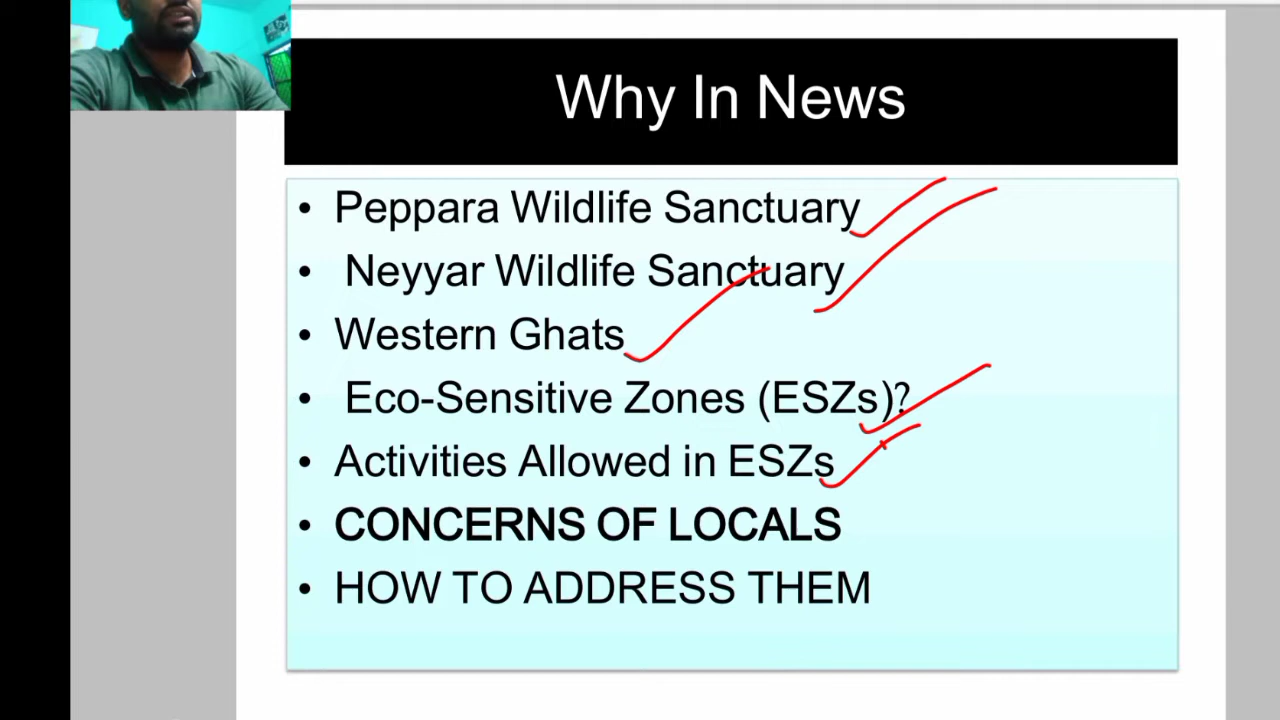 Why In News
• Peppara Wildlife Sanctuary
• Neyyar Wildlife Sanctuary
• Western Ghats
• Eco-Sensitive Zones (ESZs)?
• Activities Allowed in ESZs
• CONCERNS OF LOCALS
• HOW TO ADDRESS THEM